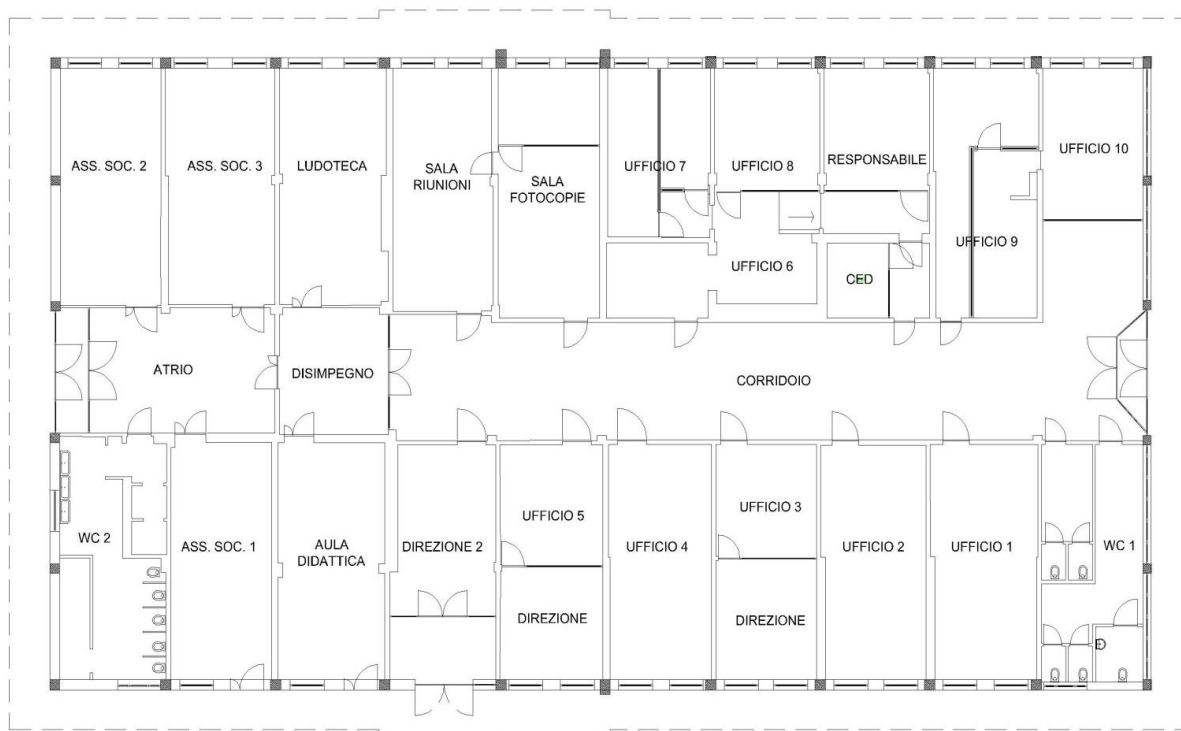 ASS. SOC. 2
ASS. SOC. 3
LUDOTECA
SALA
RIUNIONI
SALA
FOTOCOPIE
UFFICIO 7
UFFICIO 8
RESPONSABILE
UFFICIO 10
UFFICIO 9
UFFICIO 6
CED
ATRIO
DISIMPEGNO
CORRIDOIO
WC 2
ASS. SOC. 1
AULA
DIDATTICA
DIREZIONE 2
UFFICIO 5
UFFICIO 4
UFFICIO 3
UFFICIO 2
UFFICIO 1
WC 1
DIREZIONE
DIREZIONE